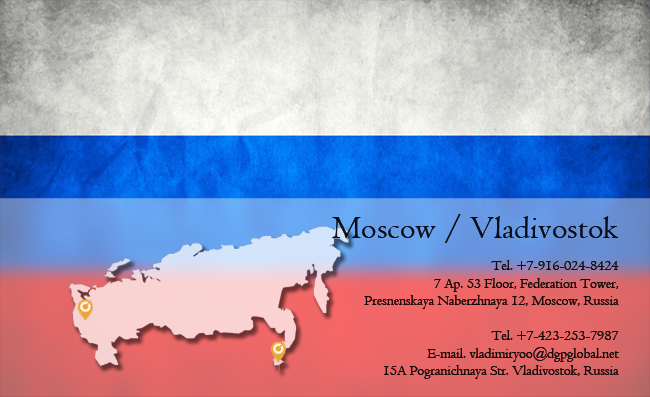 Moscow / Vladivostok
Tel. +7-916-024-8424
7 Ap. 53 Floor, Federation Tower,
Presnenskaya Naberzhnaya 12, Moscow, Russia
Tel. +7-423-253-7987
E-mail. vladimiryoo@dgpglobal.net
15A Pogranichnaya Str. Vladivostok, Russia